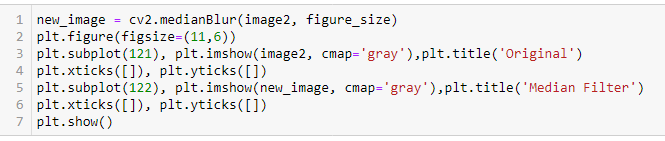 1 new_image = cv2.medianBlur(image2, figure_size)
2 plt.figure(figsize=(11,6))
3 plt.subplot(121), plt.imshow(image2, cmap='gray'),plt.title('Original')
4 plt.xticks([]), plt.yticks([])
5 plt.subplot(122), plt.imshow(new_image, cmap='gray'),plt.title('Median Filter')
6 plt.xticks([]), plt.yticks([])
7 plt.show()